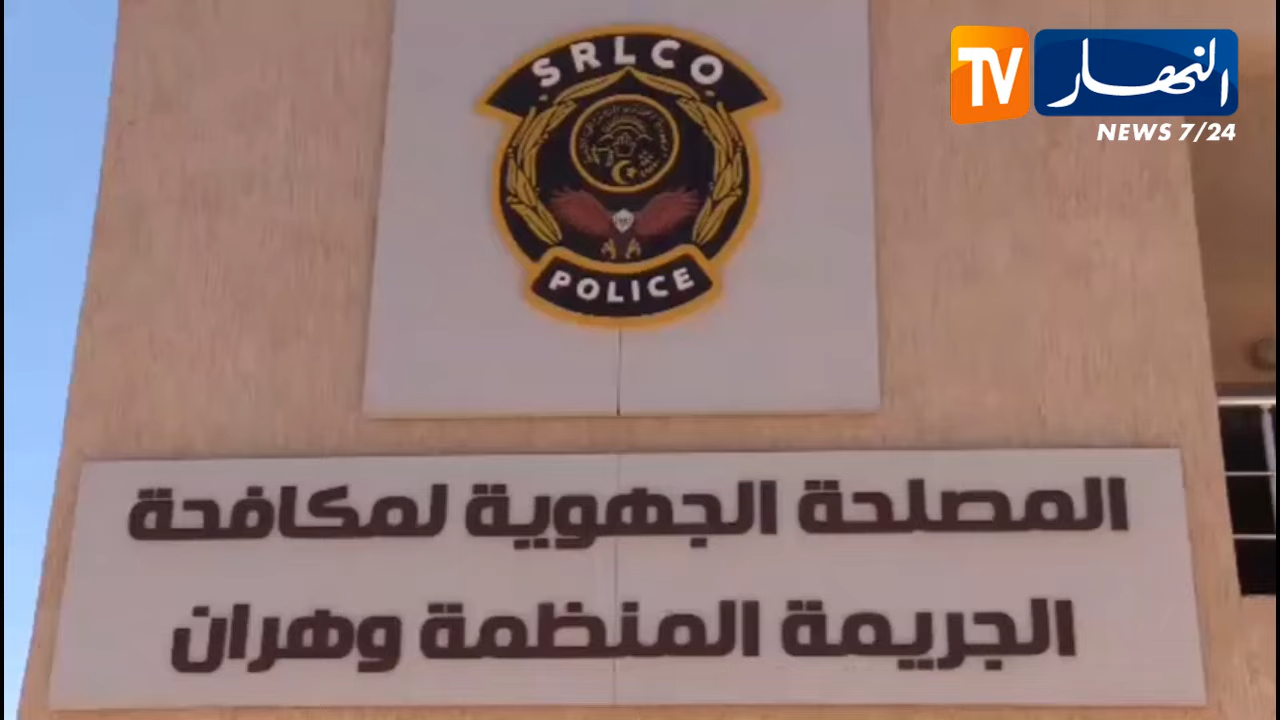 SRLCO
POLICE
TV النهار
NEWS 7/24
المصلحة الجهوية لمكافحة
الجريمة المنظمة وهران